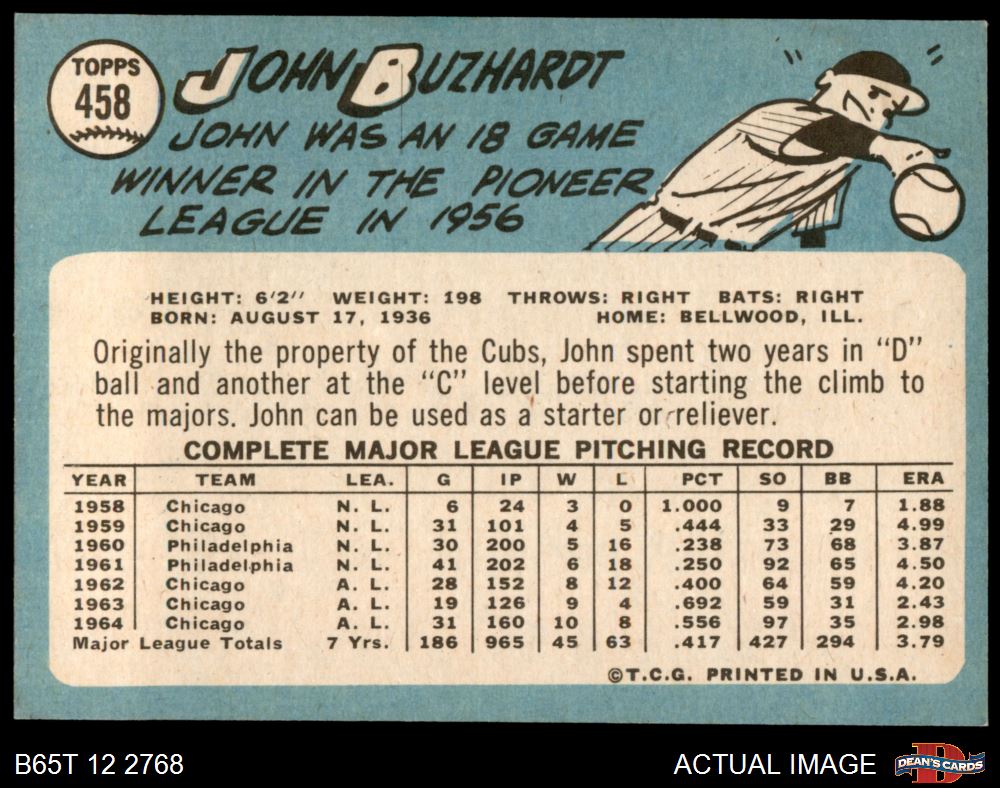 TOPPS
458
JOHN BUZHARDT
JOHN WAS AN 18 GAME
WINNER IN THE PIONEER
LEAGUE IN 1956
HEIGHT: 6'2" WEIGHT: 198 THROWS: RIGHT BATS: RIGHT
BORN: AUGUST 17, 1936 HOME: BELLWOOD, ILL.
Originally the property of the Cubs, John spent two years in "D"
ball and another at the "C" level before starting the climb to
the majors. John can be used as a starter or reliever.
COMPLETE MAJOR LEAGUE PITCHING RECORD
YEAR TEAM LEA. G IP W L PCT SO BB ERA
1958 Chicago N. L. 6 24 3 0 1.000 9 7 1.88
1959 Chicago N. L. 31 101 4 5 .444 33 29 4.99
1960 Philadelphia N. L. 30 200 5 16 .238 73 68 3.87
1961 Philadelphia N. L. 41 202 6 18 .250 92 65 4.50
1962 Chicago A. L. 28 152 8 12 .400 64 59 4.20
1963 Chicago A. L. 19 126 9 4 .692 59 31 2.43
1964 Chicago A. L. 31 160 10 8 .556 97 35 2.98
Major League Totals 7 Yrs. 186 965 45 63 .417 427 294 3.79
©T.C.G. PRINTED IN U.S.A.
B65T 12 2768 ACTUAL IMAGE DEAN'S CARDS